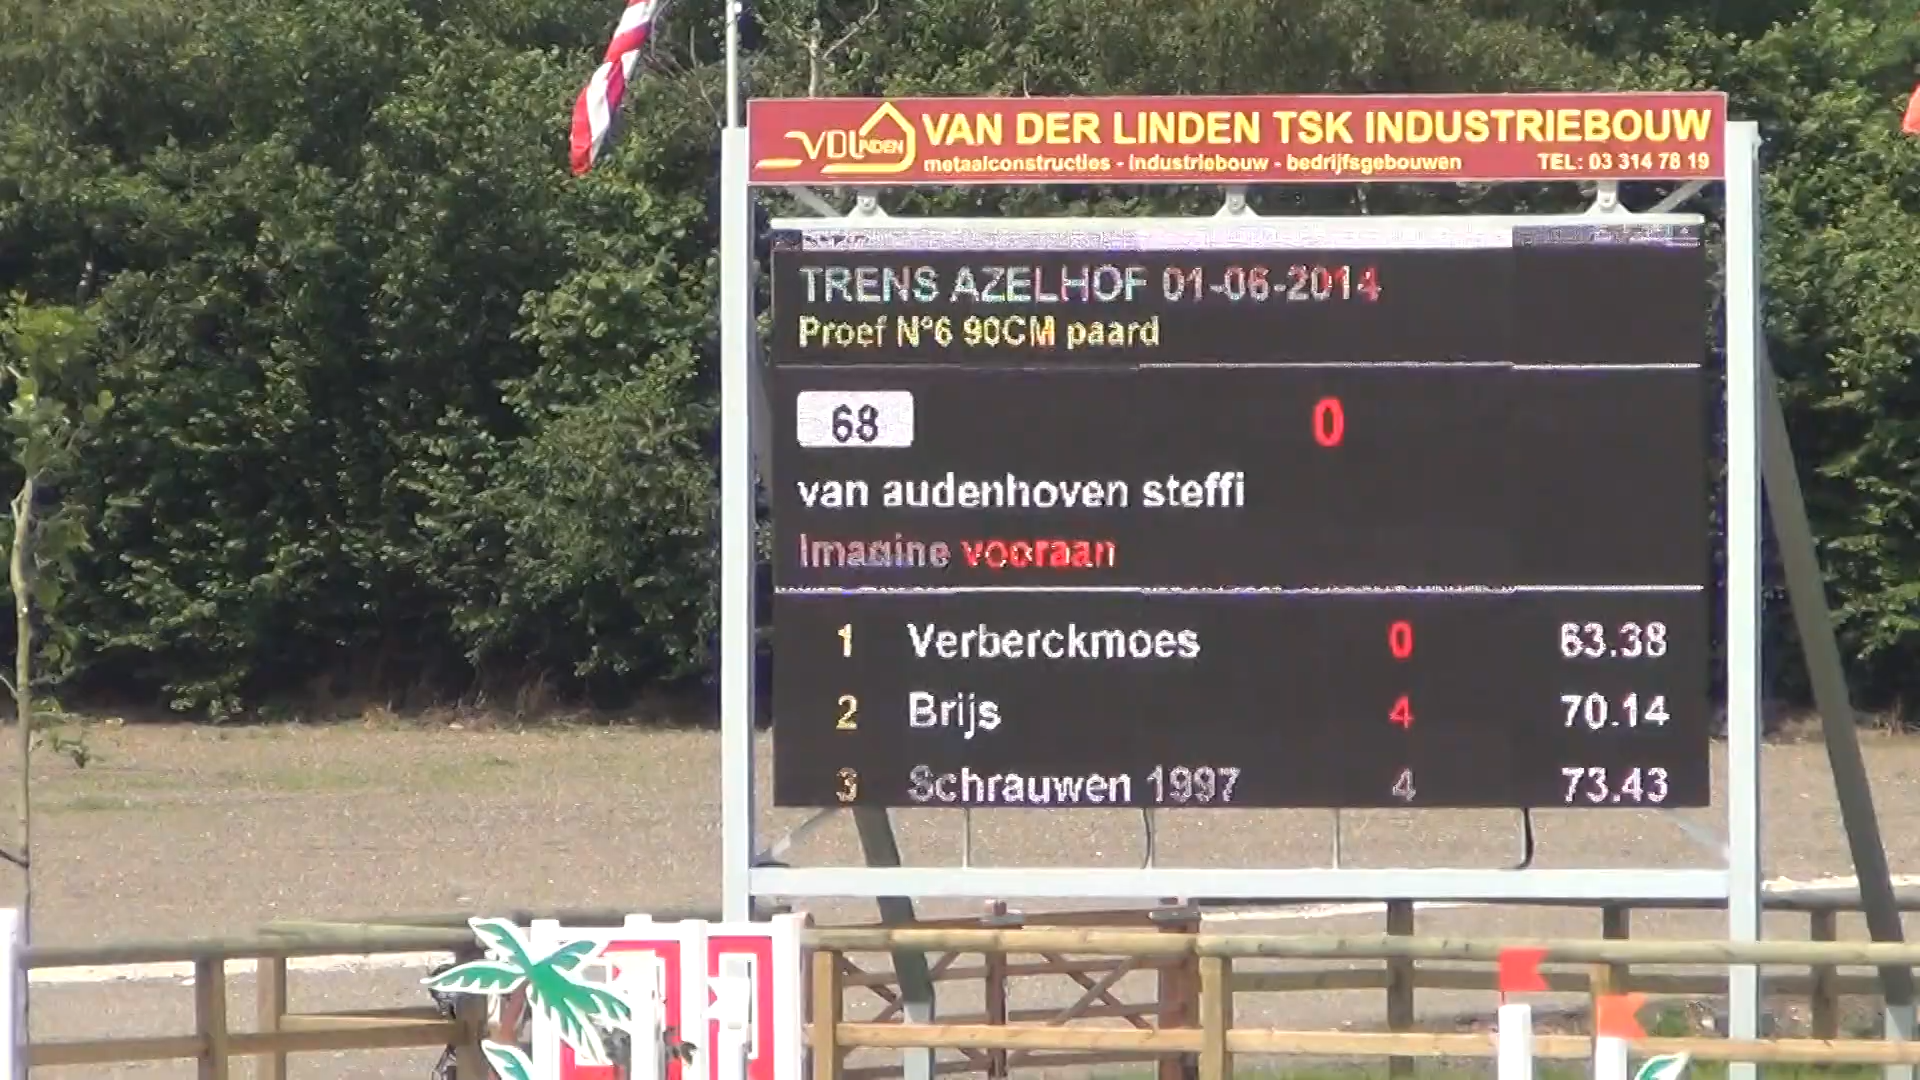 VDLINDEN VAN DER LINDEN TSK INDUSTRIEBOUW
metaalconstructies - industriebouw - bedrijfsgebouwen TEL: 03 314 78 19
TRENS AZELHOF 01-06-2014
Proef N°6 90CM paard
68 0
van audenhoven steffi
Imagine vooraan
1 Verberckmoes 0 63.38
2 Brijs 4 70.14
3 Schrauwen 1997 4 73.43